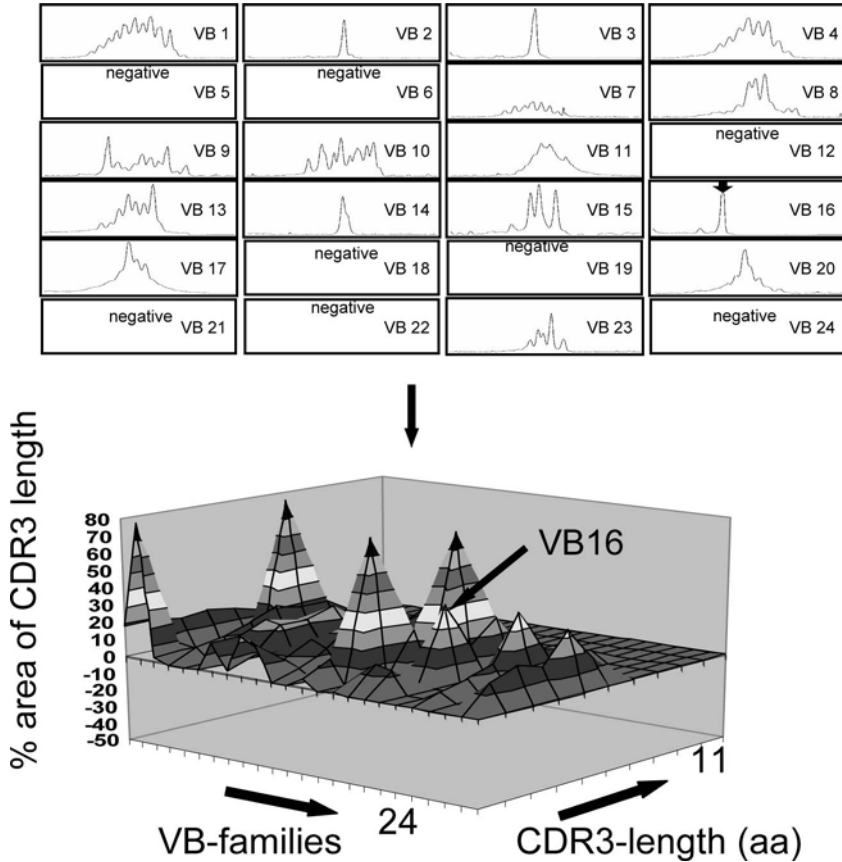 VB 1
VB 2
VB 3
VB 4
negative
VB 5
negative
VB 6
VB 7
VB 8
VB 9
VB 10
VB 11
negative
VB 12
VB 13
VB 14
VB 15
VB 16
VB 17
negative
VB 18
negative
VB 19
VB 20
negative
VB 21
negative
VB 22
VB 23
negative
VB 24
% area of CDR3 length
80
70
60
50
40
30
20
10
0
-10
-20
-30
-40
-50
VB16
11
24
VB-families
CDR3-length (aa)